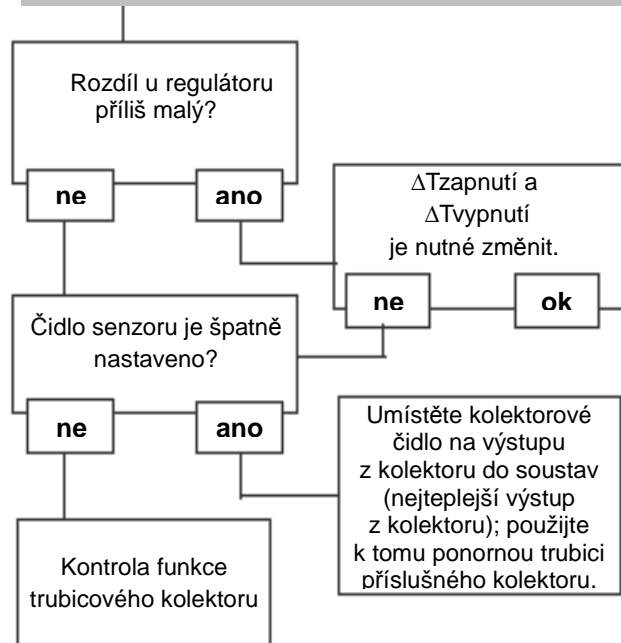 Rozdíl u regulátoru
příliš malý?
ne
ano
∆Tzapnutí a
∆Tvypnutí
je nutné změnit.
ne
ok
Čidlo senzoru je špatně
nastaveno?
ne
ano
Umístěte kolektorové
čidlo na výstupu
z kolektoru do soustav
(nejteplejší výstup
z kolektoru); použijte
k tomu ponornou trubici
příslušného kolektoru.
Kontrola funkce
trubicového kolektoru